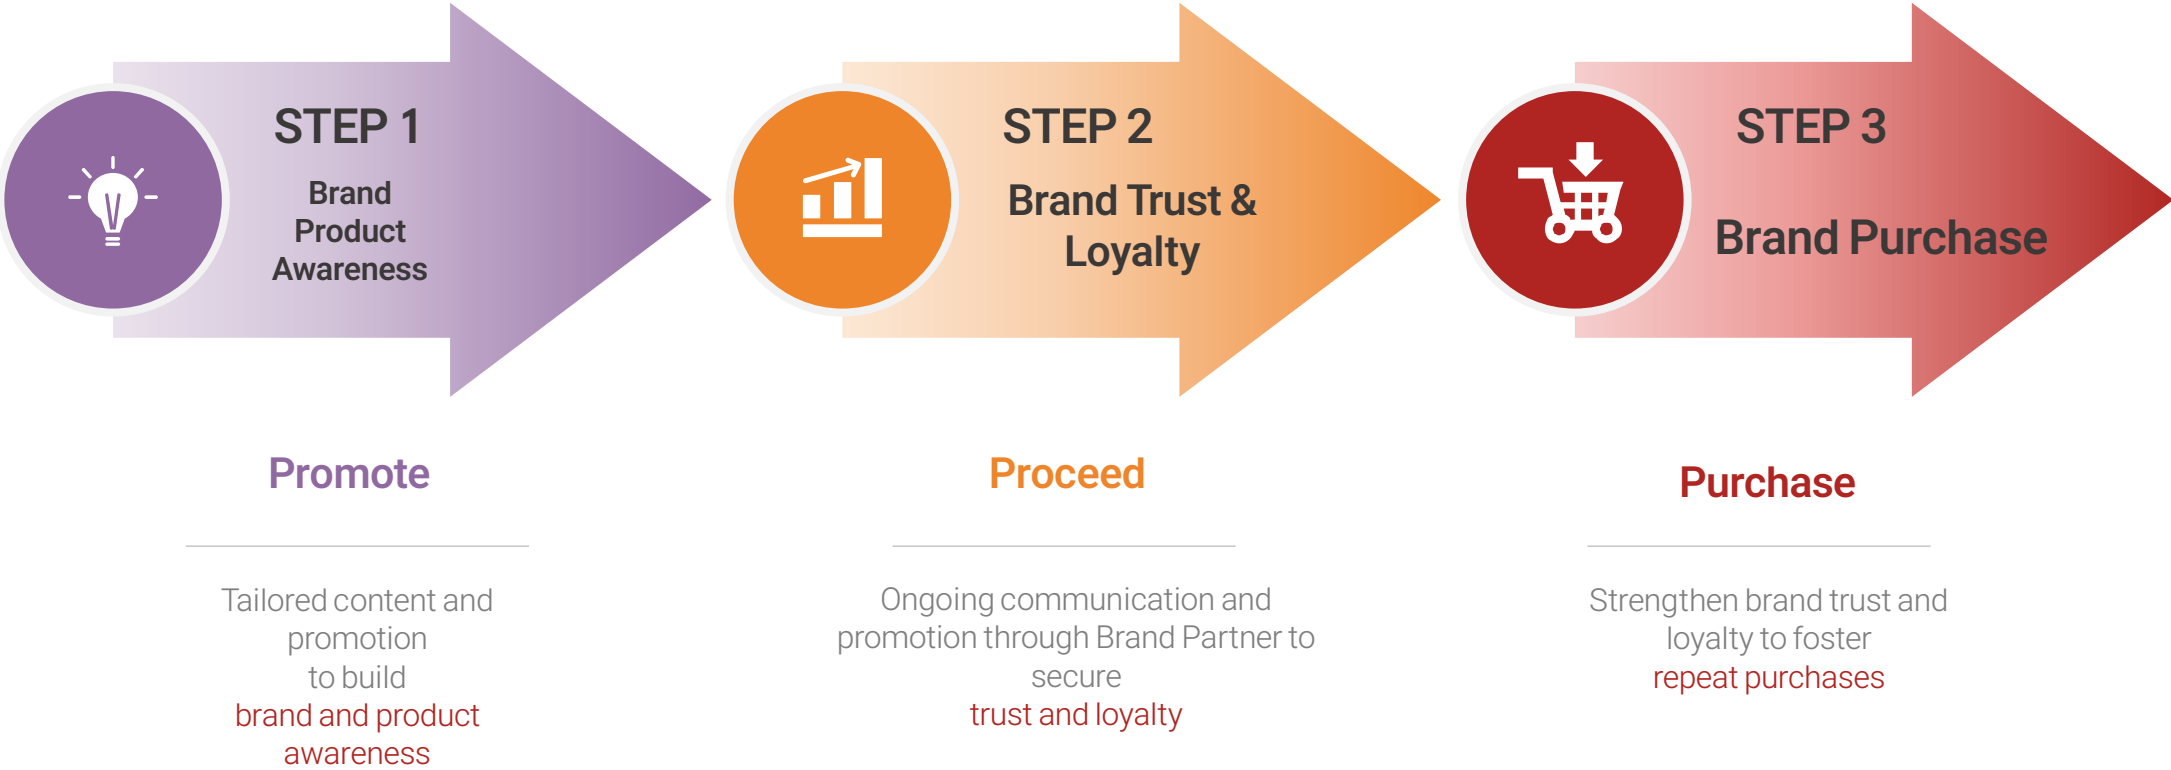 STEP 1
Brand
Product
Awareness
STEP 2
Brand Trust &
Loyalty
STEP 3
Brand Purchase
Promote
Tailored content and
promotion
to build
brand and product
awareness
Proceed
Ongoing communication and
promotion through Brand Partner to
secure
trust and loyalty
Purchase
Strengthen brand trust and
loyalty to foster
repeat purchases